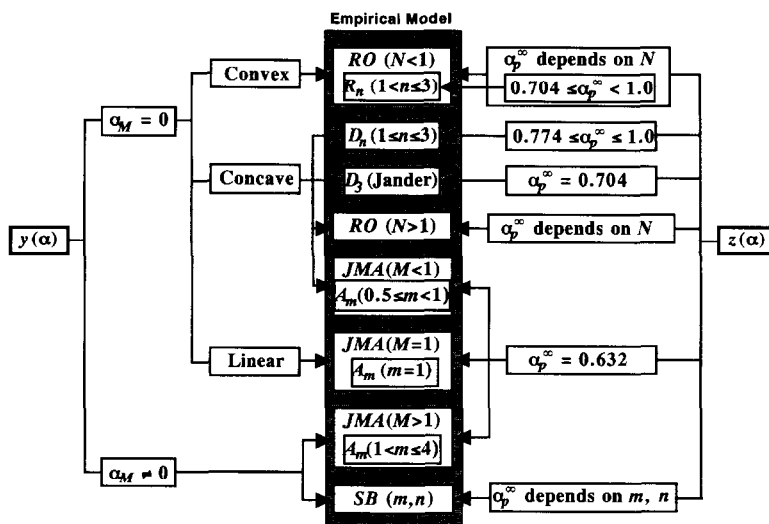 Empirical Model
RO (N<1)
R_n (1<n≤3)
D_n (1≤n≤3)
D_3 (Jander)
RO (N>1)
JMA(M<1)
A_m(0.5≤m<1)
JMA(M=1)
A_m (m=1)
JMA(M>1)
A_m(1<m≤4)
SB (m,n)
y(α)
α_M = 0
α_M ≠ 0
Convex
Concave
Linear
α_p^∞ depends on N
0.704 ≤α_p^∞ < 1.0
0.774 ≤α_p^∞ ≤ 1.0
α_p^∞ = 0.704
α_p^∞ depends on N
α_p^∞ = 0.632
α_p^∞ depends on m, n
z(α)